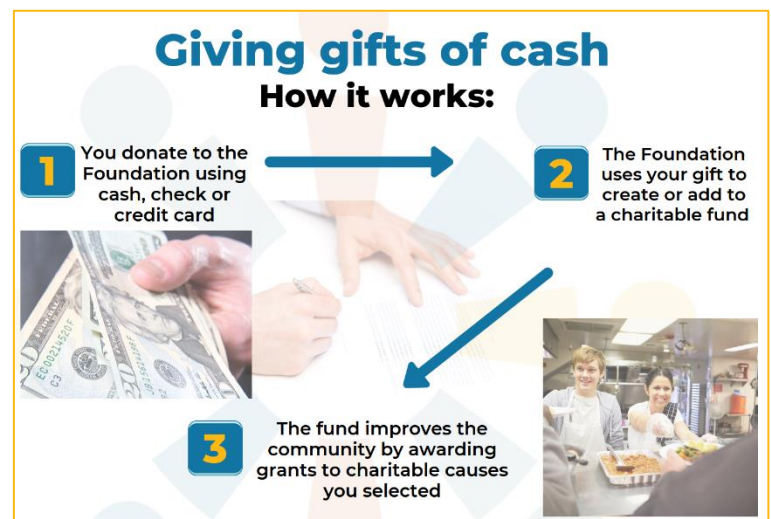 Giving gifts of cash
How it works:
1
You donate to the
Foundation using
cash, check or
credit card
2
The Foundation
uses your gift to
create or add to
a charitable fund
3
The fund improves the
community by awarding
grants to charitable causes
you selected